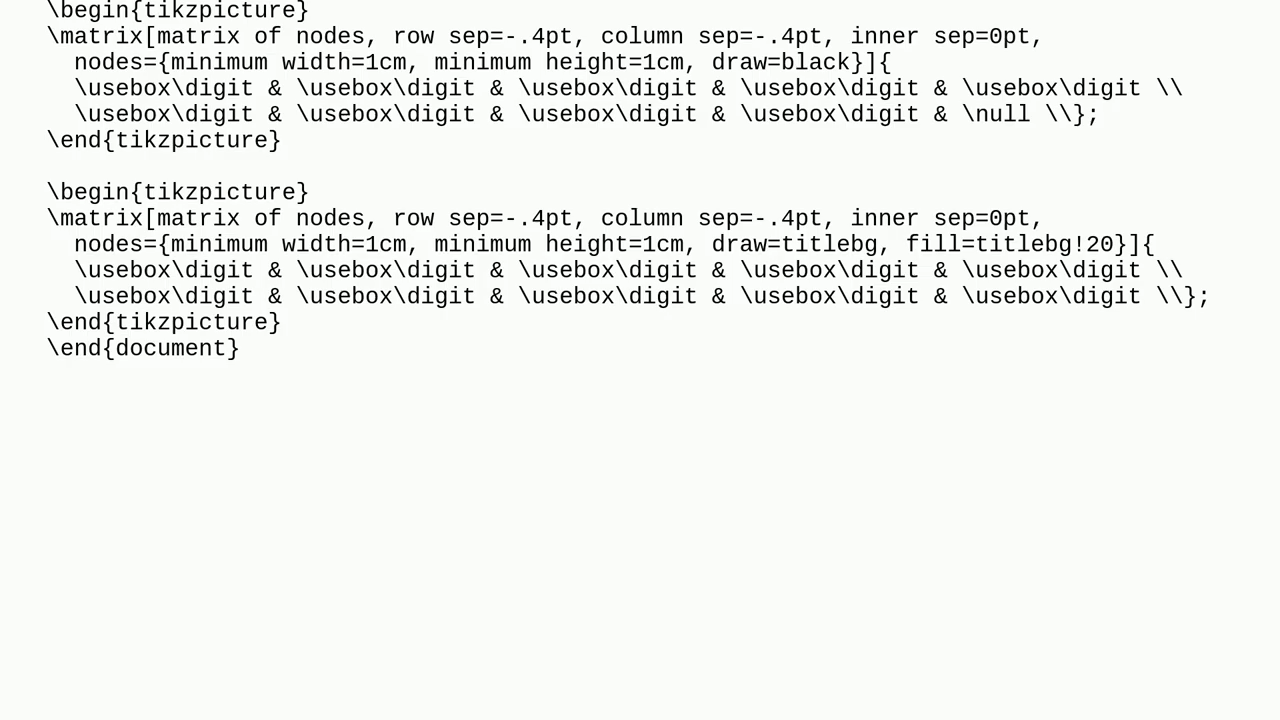 \begin{tikzpicture}
\matrix[matrix of nodes, row sep=-.4pt, column sep=-.4pt, inner sep=0pt,
  nodes={minimum width=1cm, minimum height=1cm, draw=black}]{
  \usebox\digit & \usebox\digit & \usebox\digit & \usebox\digit & \usebox\digit \\
  \usebox\digit & \usebox\digit & \usebox\digit & \usebox\digit & \null \\};
\end{tikzpicture}

\begin{tikzpicture}
\matrix[matrix of nodes, row sep=-.4pt, column sep=-.4pt, inner sep=0pt,
  nodes={minimum width=1cm, minimum height=1cm, draw=titlebg, fill=titlebg!20}]{
  \usebox\digit & \usebox\digit & \usebox\digit & \usebox\digit & \usebox\digit \\
  \usebox\digit & \usebox\digit & \usebox\digit & \usebox\digit & \usebox\digit \\};
\end{tikzpicture}
\end{document}